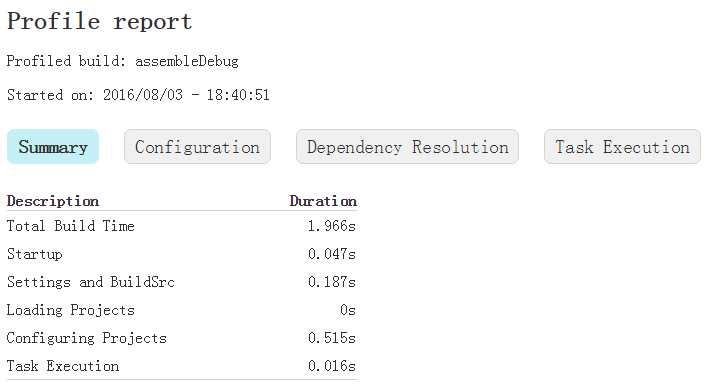 Profile report
Profiled build: assembleDebug
Started on: 2016/08/03 - 18:40:51
Summary Configuration Dependency Resolution Task Execution
Description Duration
Total Build Time 1.966s
Startup 0.047s
Settings and BuildSrc 0.187s
Loading Projects 0s
Configuring Projects 0.515s
Task Execution 0.016s